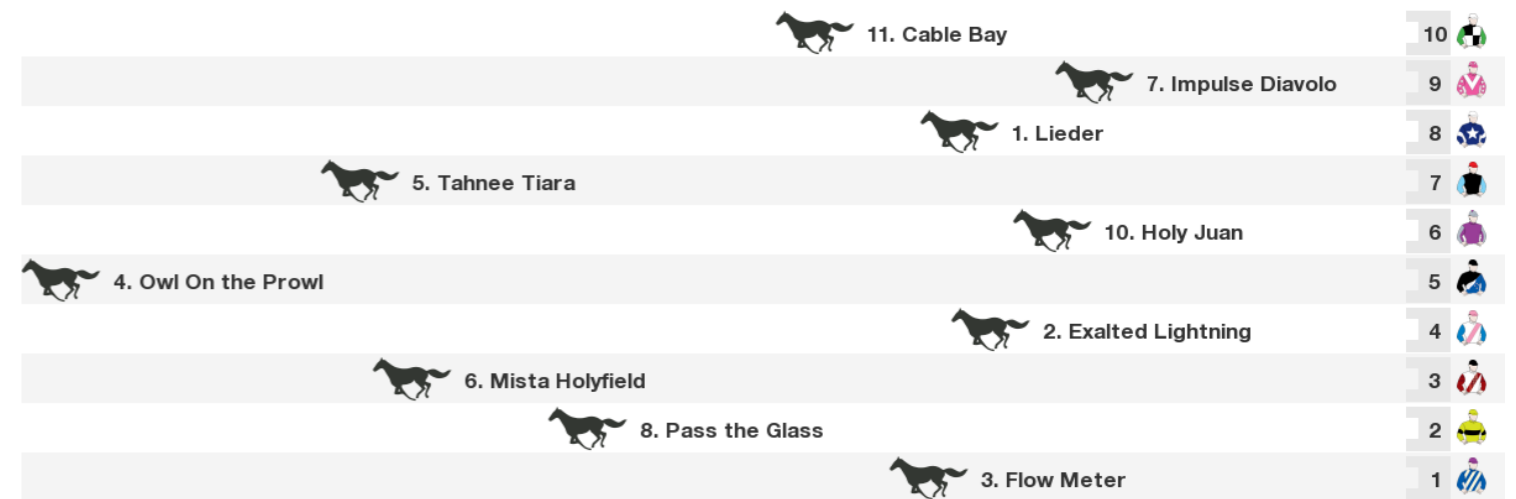 11. Cable Bay 10
7. Impulse Diavolo 9
1. Lieder 8
5. Tahnee Tiara 7
10. Holy Juan 6
4. Owl On the Prowl 5
2. Exalted Lightning 4
6. Mista Holyfield 3
8. Pass the Glass 2
3. Flow Meter 1